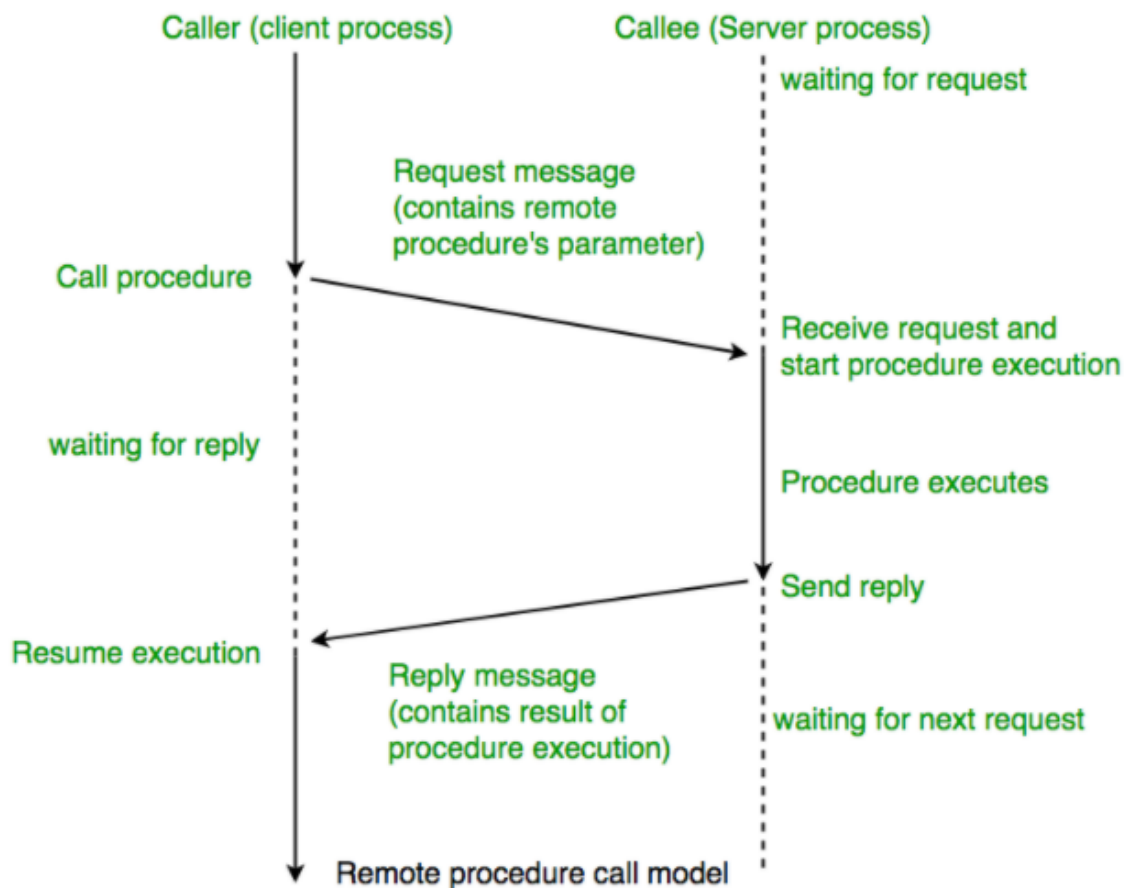 Caller (client process)
Callee (Server process)
waiting for request
Request message
(contains remote
procedure's parameter)
Call procedure
Receive request and
start procedure execution
waiting for reply
Procedure executes
Send reply
Resume execution
Reply message
(contains result of
procedure execution)
waiting for next request
Remote procedure call model